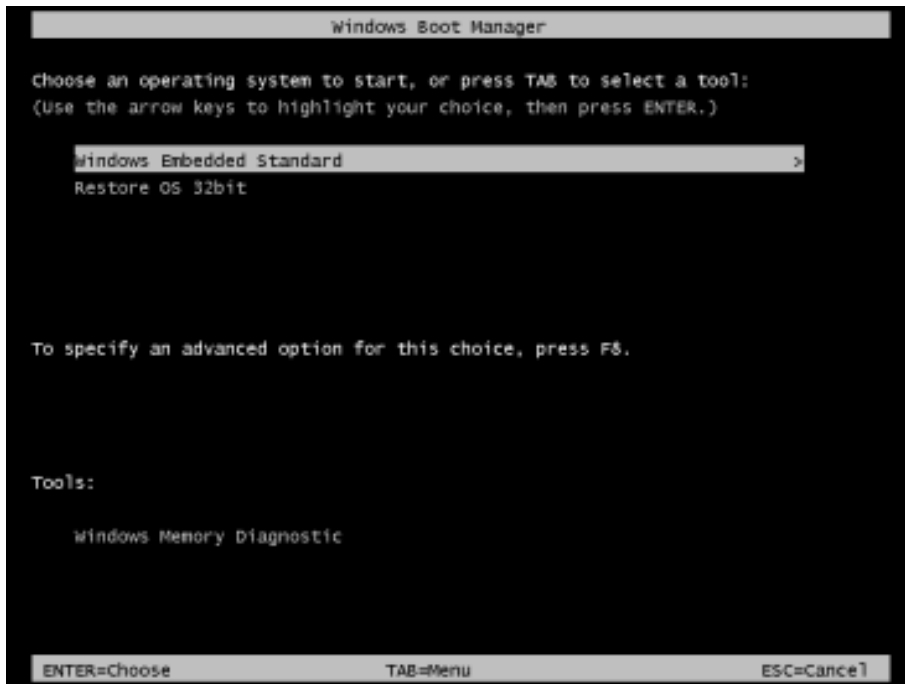 Windows Boot Manager
Choose an operating system to start, or press TAB to select a tool:
(Use the arrow keys to highlight your choice, then press ENTER.)
Windows Embedded Standard >
Restore OS 32bit
To specify an advanced option for this choice, press F8.
Tools:
Windows Memory Diagnostic
ENTER=Choose TAB=Menu ESC=Cancel